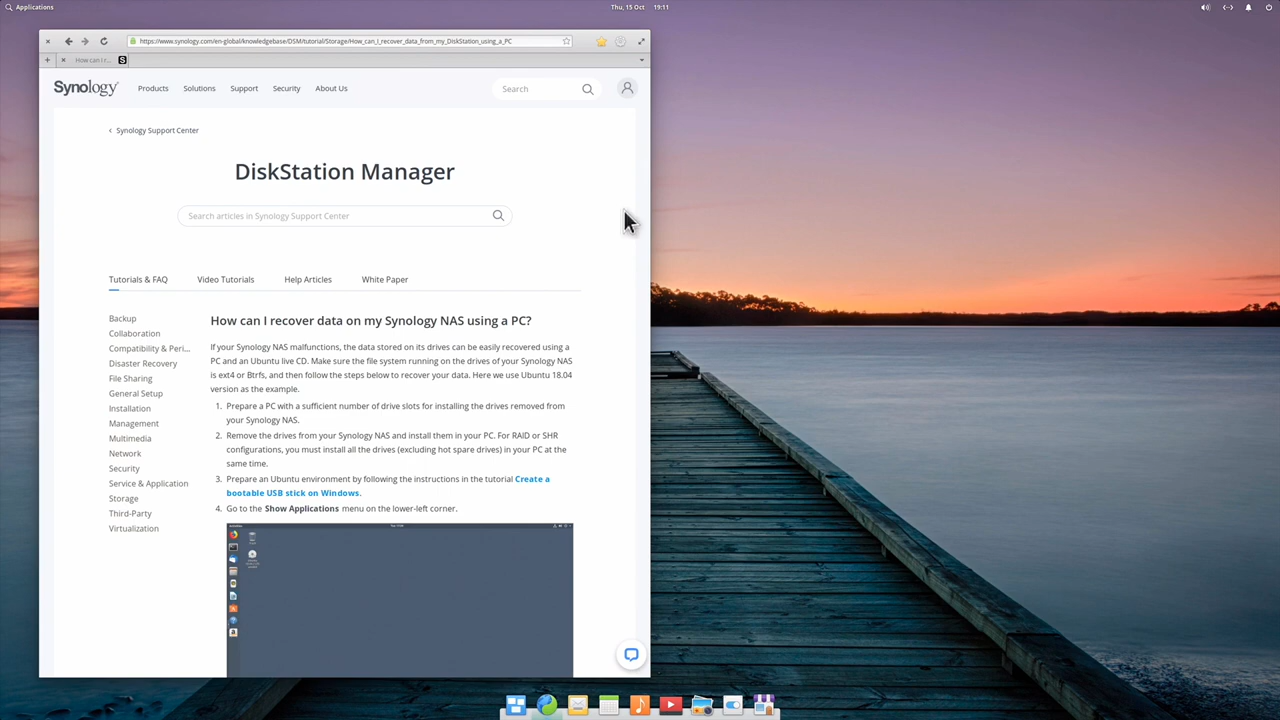 Applications
Thu, 15 Oct 19:11
https://www.synology.com/en-global/knowledgebase/DSM/tutorial/Storage/How_can_I_recover_data_from_my_DiskStation_using_a_PC
How can I r...
Synology
Products
Solutions
Support
Security
About Us
Search
Synology Support Center
DiskStation Manager
Search articles in Synology Support Center
Tutorials & FAQ
Video Tutorials
Help Articles
White Paper
Backup
Collaboration
Compatibility & Peri...
Disaster Recovery
File Sharing
General Setup
Installation
Management
Multimedia
Network
Security
Service & Application
Storage
Third-Party
Virtualization
How can I recover data on my Synology NAS using a PC?
If your Synology NAS malfunctions, the data stored on its drives can be easily recovered using a
PC and an Ubuntu live CD. Make sure the file system running on the drives of your Synology NAS
is ext4 or Btrfs, and then follow the steps below to recover your data. Here we use Ubuntu 18.04
version as the example.
1. Prepare a PC with a sufficient number of drive slots for installing the drives removed from
your Synology NAS.
2. Remove the drives from your Synology NAS and install them in your PC. For RAID or SHR
configurations, you must install all the drives (excluding hot spare drives) in your PC at the
same time.
3. Prepare an Ubuntu environment by following the instructions in the tutorial Create a
bootable USB stick on Windows.
4. Go to the Show Applications menu on the lower-left corner.